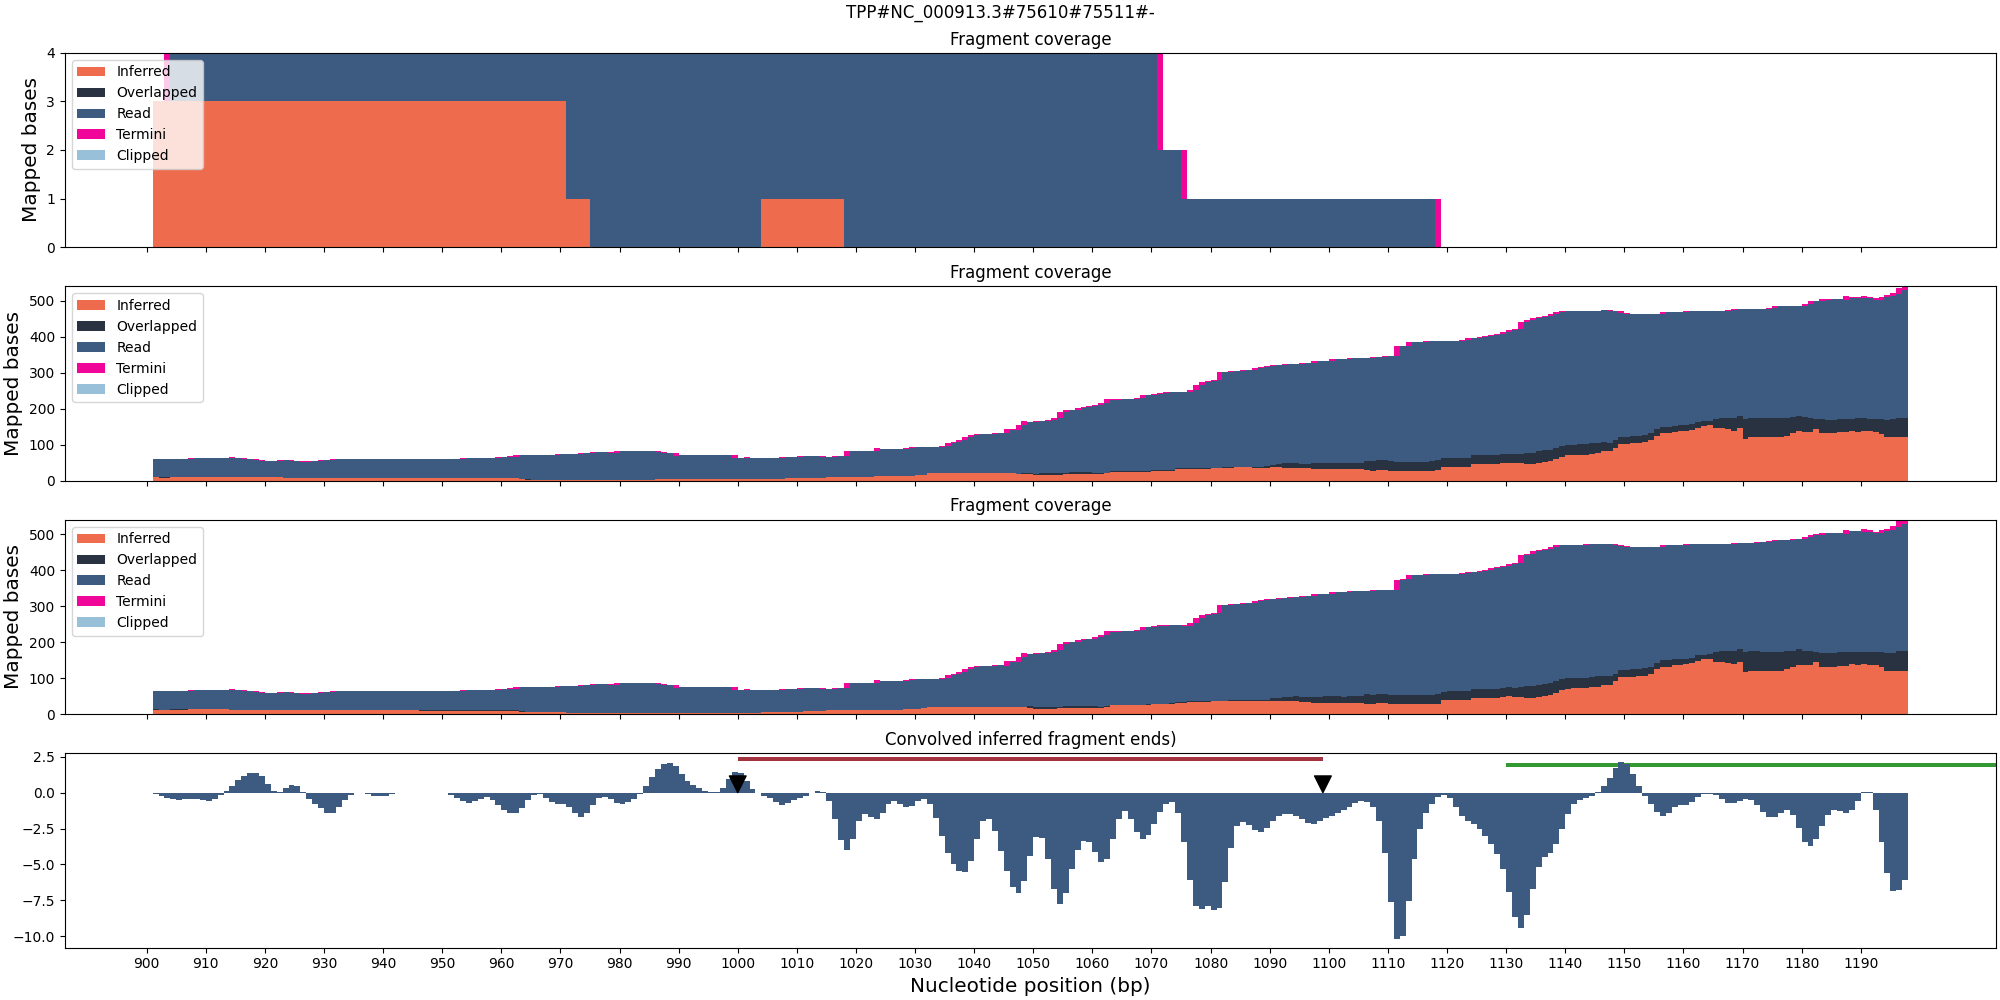 TPP#NC_000913.3#75610#75511#-
Fragment coverage
Mapped bases
4
3
2
1
0
Inferred
Overlapped
Read
Termini
Clipped
Fragment coverage
Mapped bases
500
400
300
200
100
0
Inferred
Overlapped
Read
Termini
Clipped
Fragment coverage
Mapped bases
500
400
300
200
100
0
Inferred
Overlapped
Read
Termini
Clipped
Convolved inferred fragment ends)
2.5
0.0
−2.5
−5.0
−7.5
−10.0
900 910 920 930 940 950 960 970 980 990 1000 1010 1020 1030 1040 1050 1060 1070 1080 1090 1100 1110 1120 1130 1140 1150 1160 1170 1180 1190
Nucleotide position (bp)